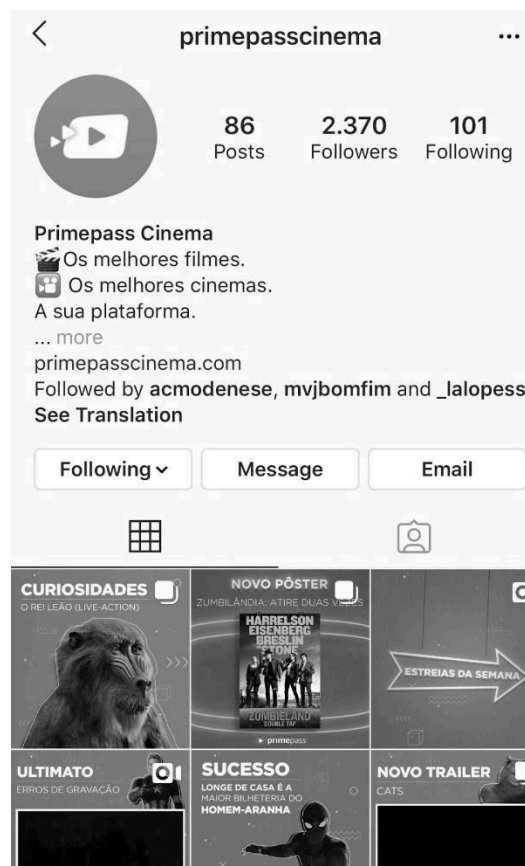 primepasscinema
86 2.370 101
Posts Followers Following
Primepass Cinema
🎬Os melhores filmes.
🎦 Os melhores cinemas.
A sua plataforma.
... more
primepasscinema.com
Followed by acmodenese, mvjbomfim and _lalopess
See Translation
Following Message Email
CURIOSIDADES
O REI LEÃO (LIVE-ACTION)
NOVO PÔSTER
ZUMBILÂNDIA: ATIRE DUAS VEZES
HARRELSON
EISENBERG
BRESLIN
STONE
ZOMBIELAND
DOUBLE TAP
primepass
ESTREIAS DA SEMANA
ULTIMATO
ERROS DE GRAVAÇÃO
SUCESSO
LONGE DE CASA É A
MAIOR BILHETERIA DO
HOMEM-ARANHA
NOVO TRAILER
CATS